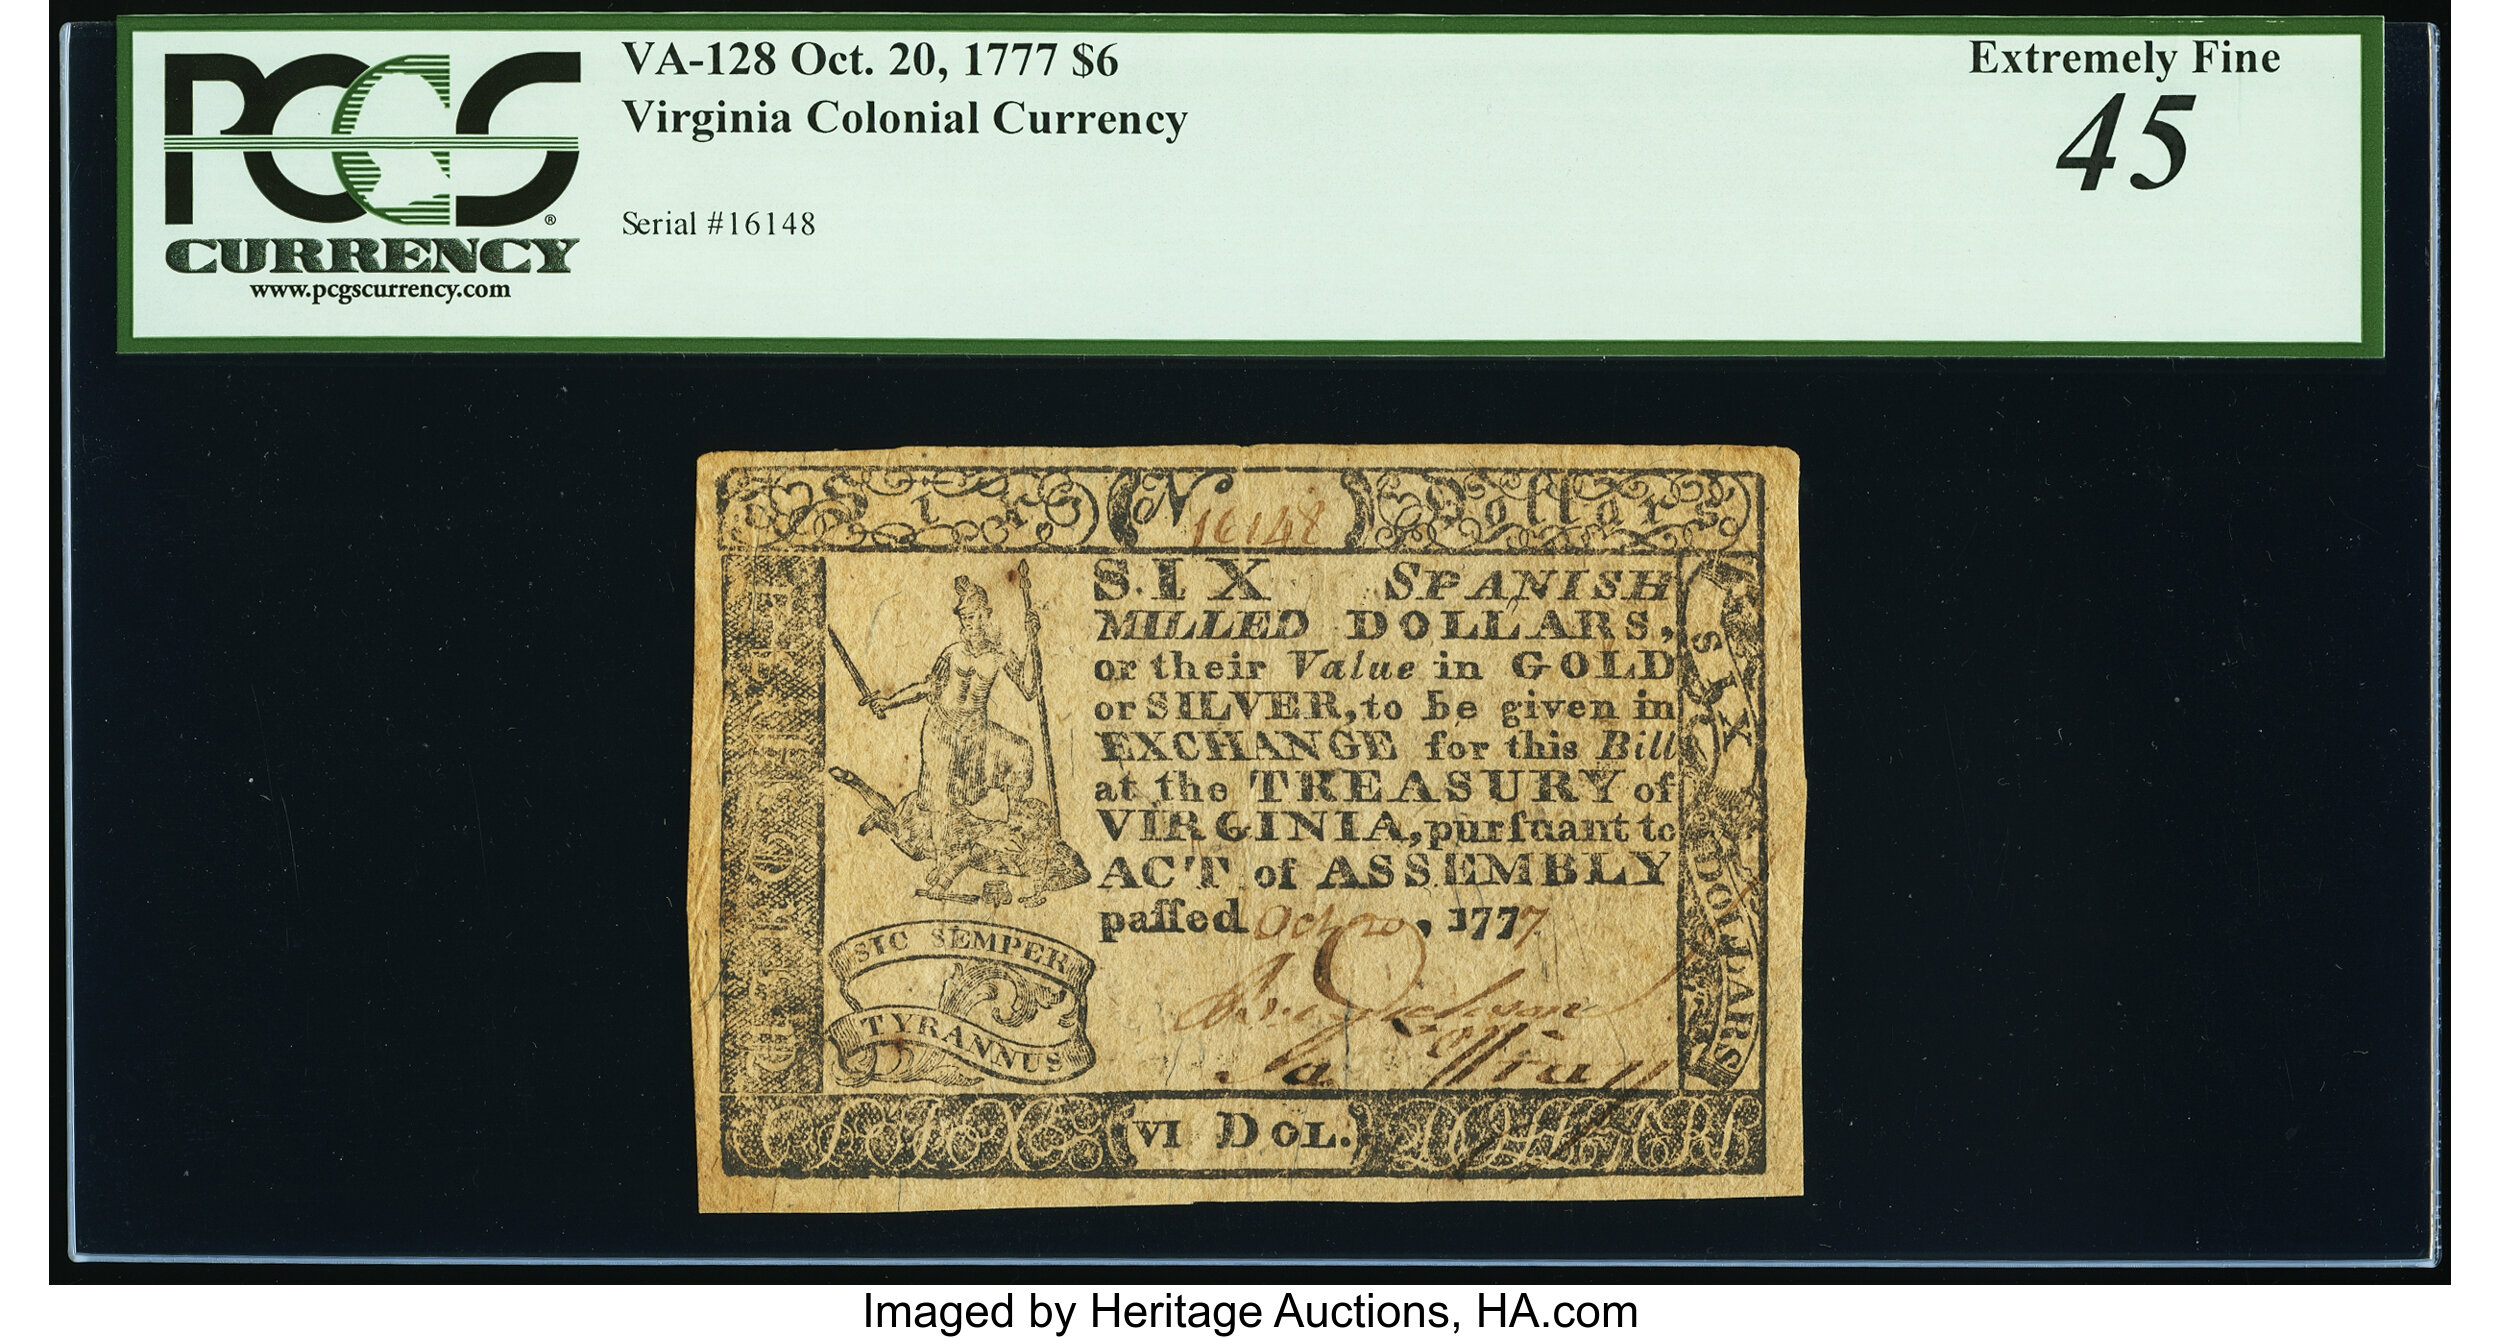 VA-128 Oct. 20, 1777 $6
Extremely Fine
Virginia Colonial Currency
45
PCGS
CURRENCY
®
www.pcgscurrency.com
Serial #16148
Six
No
16148
Dollars
SIX SPANISH
MILLED DOLLARS,
or their Value in GOLD
or SILVER, to be given in
EXCHANGE for this Bill
at the TREASURY of
VIRGINIA, purſuant to
ACT of ASSEMBLY
paſſed Oct 20, 1777
SIX DOLLARS
SIC SEMPER
TYRANNUS
VI DOL.
Imaged by Heritage Auctions, HA.com